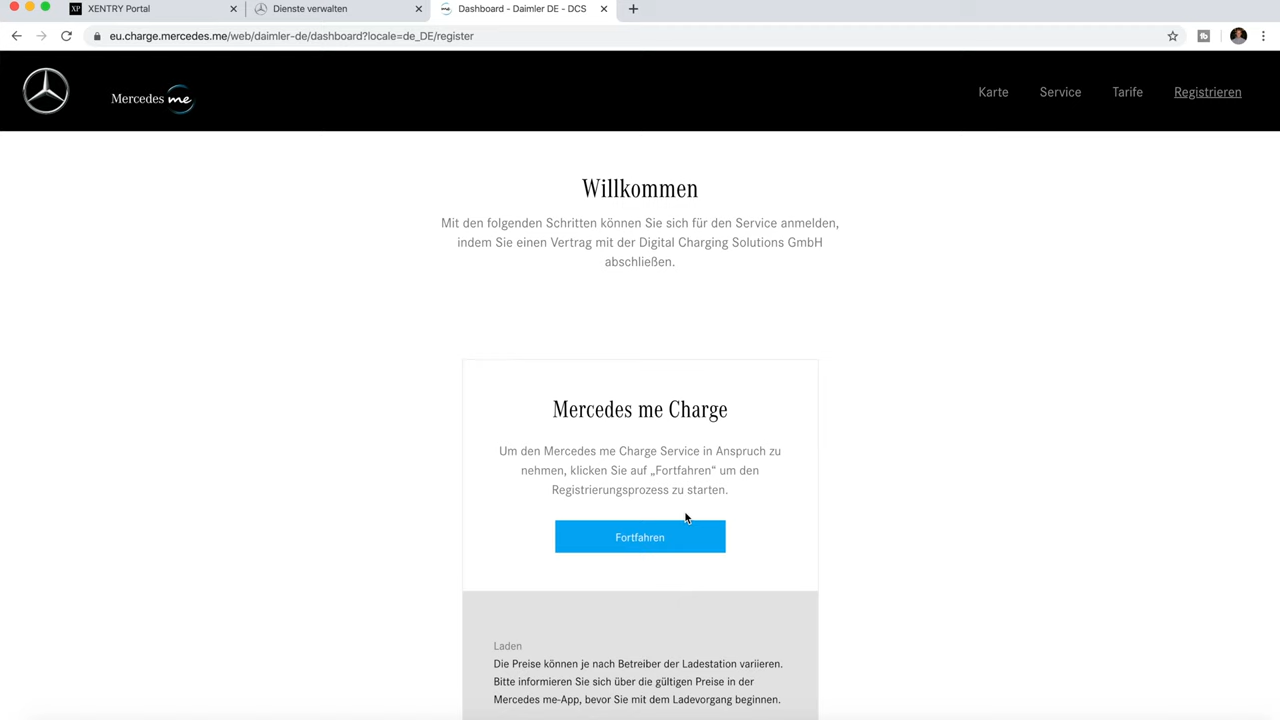 XENTRY Portal
Dienste verwalten
Dashboard - Daimler DE - DCS
eu.charge.mercedes.me/web/daimler-de/dashboard?locale=de_DE/register
Mercedes me
Karte
Service
Tarife
Registrieren
Willkommen
Mit den folgenden Schritten können Sie sich für den Service anmelden,
indem Sie einen Vertrag mit der Digital Charging Solutions GmbH
abschließen.
Mercedes me Charge
Um den Mercedes me Charge Service in Anspruch zu
nehmen, klicken Sie auf „Fortfahren“ um den
Registrierungsprozess zu starten.
Fortfahren
Laden
Die Preise können je nach Betreiber der Ladestation variieren.
Bitte informieren Sie sich über die gültigen Preise in der
Mercedes me-App, bevor Sie mit dem Ladevorgang beginnen.